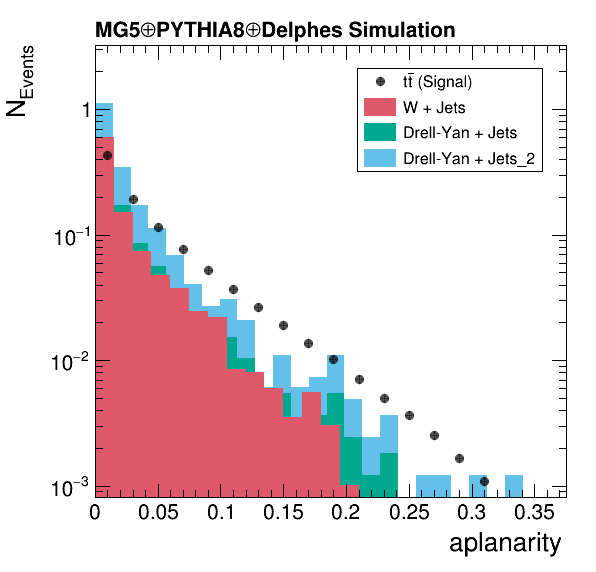 MG5⊕PYTHIA8⊕Delphes Simulation
N_Events
tt̄ (Signal)
W + Jets
Drell-Yan + Jets
Drell-Yan + Jets_2
1
10⁻¹
10⁻²
10⁻³
0 0.05 0.1 0.15 0.2 0.25 0.3 0.35
aplanarity